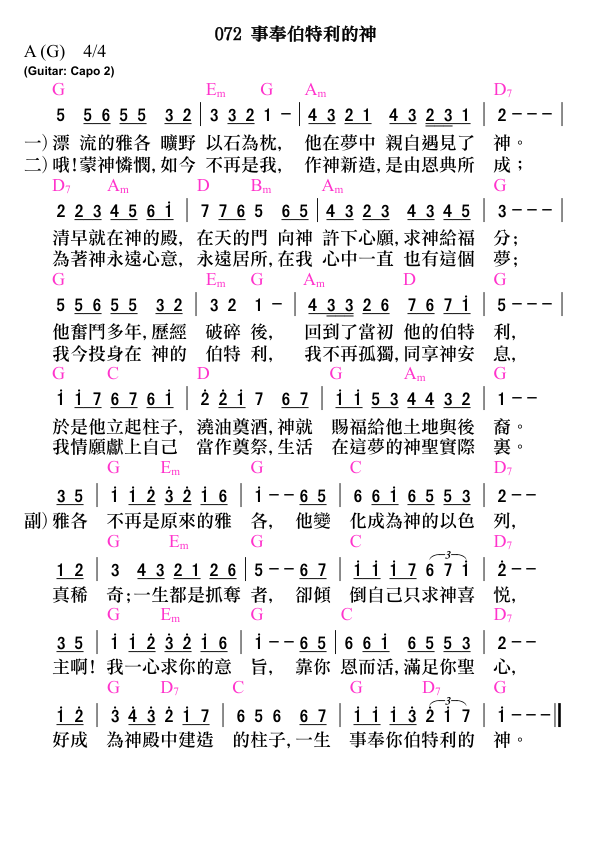 072 事奉伯特利的神
A (G) 4/4
(Guitar: Capo 2)
G Em G Am D7
5 5 6 5 5 3 2 | 3 3 2 1 － | 4 3 2 1 4 3 2 3 1 | 2 － － － |
一) 漂 流的雅各 曠野 以石為枕, 他在夢中 親自遇見了 神。
二) 哦!蒙神憐憫,如今 不再是我, 作神新造,是由恩典所 成；
D7 Am D Bm Am G
2 2 3 4 5 6 i | 7 7 6 5 6 5 | 4 3 2 3 4 3 4 5 | 3 － － － |
清早就在神的殿, 在天的門 向神 許下心願,求神給福 分；
為著神永遠心意, 永遠居所,在我 心中一直 也有這個 夢；
G Em G Am D G
5 5 6 5 5 3 2 | 3 2 1 － | 4 3 3 2 6 7 6 7 i | 5 － － － |
他奮鬥多年,歷經 破碎 後, 回到了當初 他的伯特 利,
我今投身在 神的 伯特 利, 我不再孤獨,同享神安 息,
G C D G Am G
i i 7 6 7 6 i | 2̇ 2̇ i 7 6 7 | i i 5 3 4 4 3 2 | 1 － － |
於是他立起柱子, 澆油奠酒,神就 賜福給他土地與後 裔。
我情願獻上自己 當作奠祭,生活 在這夢的神聖實際 裏。
G Em G C D7
3 5 | i i 2̇ 3̇ 2̇ i 6 | i － － 6 5 | 6 6 i 6 5 5 3 | 2 － －
副) 雅各 不再是原來的雅 各, 他變 化成為神的以色 列,
G Em G C D7
1 2 | 3 4 3 2 1 2 6 | 5 － － 6 7 | i i i 7 6 7 i | 2̇ － －
3
真稀 奇;一生都是抓奪 者, 卻傾 倒自己只求神喜 悅,
G Em G C D7
3 5 | i i 2̇ 3̇ 2̇ i 6 | i － － 6 5 | 6 6 i 6 5 5 3 | 2 － －
主啊! 我一心求你的意 旨, 靠你 恩而活,滿足你聖 心,
G D7 C G D7 G
i 2̇ | 3̇ 4̇ 3̇ 2̇ i 7 | 6 5 6 6 7 | i i i 3̇ 2̇ i 7 | i － － － ‖
3
好成 為神殿中建造 的柱子,一生 事奉你伯特利的 神。